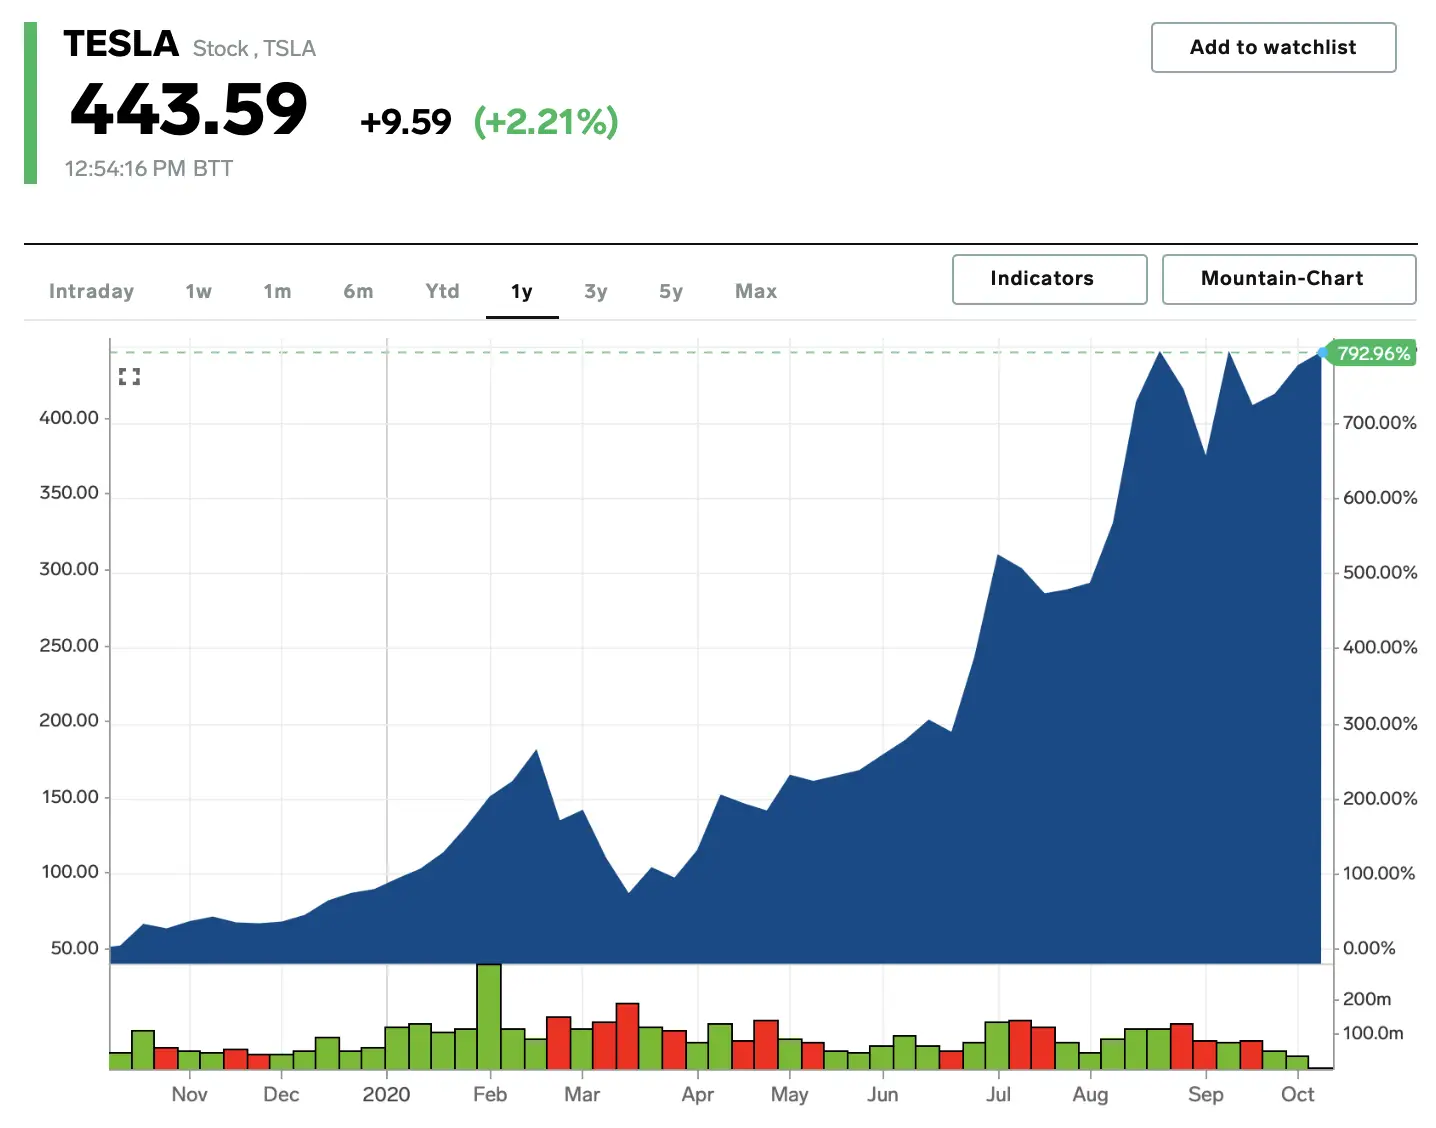 TESLA Stock , TSLA
Add to watchlist
443.59 +9.59 (+2.21%)
12:54:16 PM BTT
Intraday 1w 1m 6m Ytd 1y 3y 5y Max
Indicators Mountain-Chart
792.96%
400.00
350.00
300.00
250.00
200.00
150.00
100.00
50.00
700.00%
600.00%
500.00%
400.00%
300.00%
200.00%
100.00%
0.00%
200m
100.0m
Nov Dec 2020 Feb Mar Apr May Jun Jul Aug Sep Oct